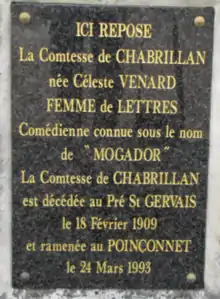 ICI REPOSE
La Comtesse de CHABRILLAN
née Céleste VENARD
FEMME de LETTRES
Comédienne connue sous le nom
de "MOGADOR"
La Comtesse de CHABRILLAN
est décédée au Pré St GERVAIS
le 18 Février 1909
et ramenée au POINÇONNET
le 24 Mars 1993